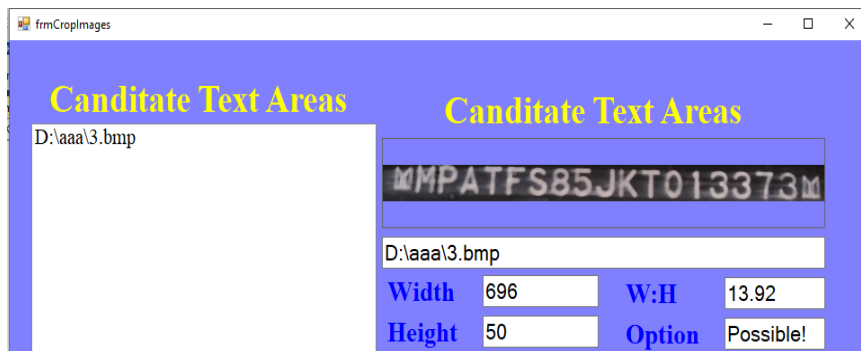 frmCropImages
Canditate Text Areas
D:\aaa\3.bmp
Canditate Text Areas
MPATFS85JKT013373
D:\aaa\3.bmp
Width 696 W:H 13.92
Height 50 Option Possible!